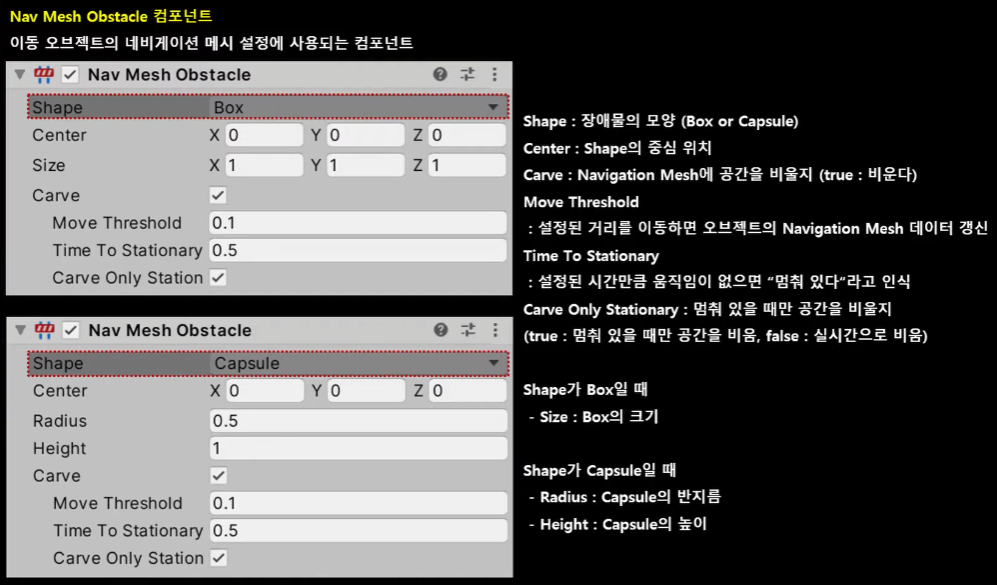 Nav Mesh Obstacle 컴포넌트
이동 오브젝트의 네비게이션 메시 설정에 사용되는 컴포넌트
Nav Mesh Obstacle
Shape Box
Center X 0 Y 0 Z 0
Size X 1 Y 1 Z 1
Carve
Move Threshold 0.1
Time To Stationary 0.5
Carve Only Station
Nav Mesh Obstacle
Shape Capsule
Center X 0 Y 0 Z 0
Radius 0.5
Height 1
Carve
Move Threshold 0.1
Time To Stationary 0.5
Carve Only Station
Shape : 장애물의 모양 (Box or Capsule)
Center : Shape의 중심 위치
Carve : Navigation Mesh에 공간을 비울지 (true : 비운다)
Move Threshold
: 설정된 거리를 이동하면 오브젝트의 Navigation Mesh 데이터 갱신
Time To Stationary
: 설정된 시간만큼 움직임이 없으면 “멈춰 있다“라고 인식
Carve Only Stationary : 멈춰 있을 때만 공간을 비울지
(true : 멈춰 있을 때만 공간을 비움, false : 실시간으로 비움)
Shape가 Box일 때
- Size : Box의 크기
Shape가 Capsule일 때
- Radius : Capsule의 반지름
- Height : Capsule의 높이